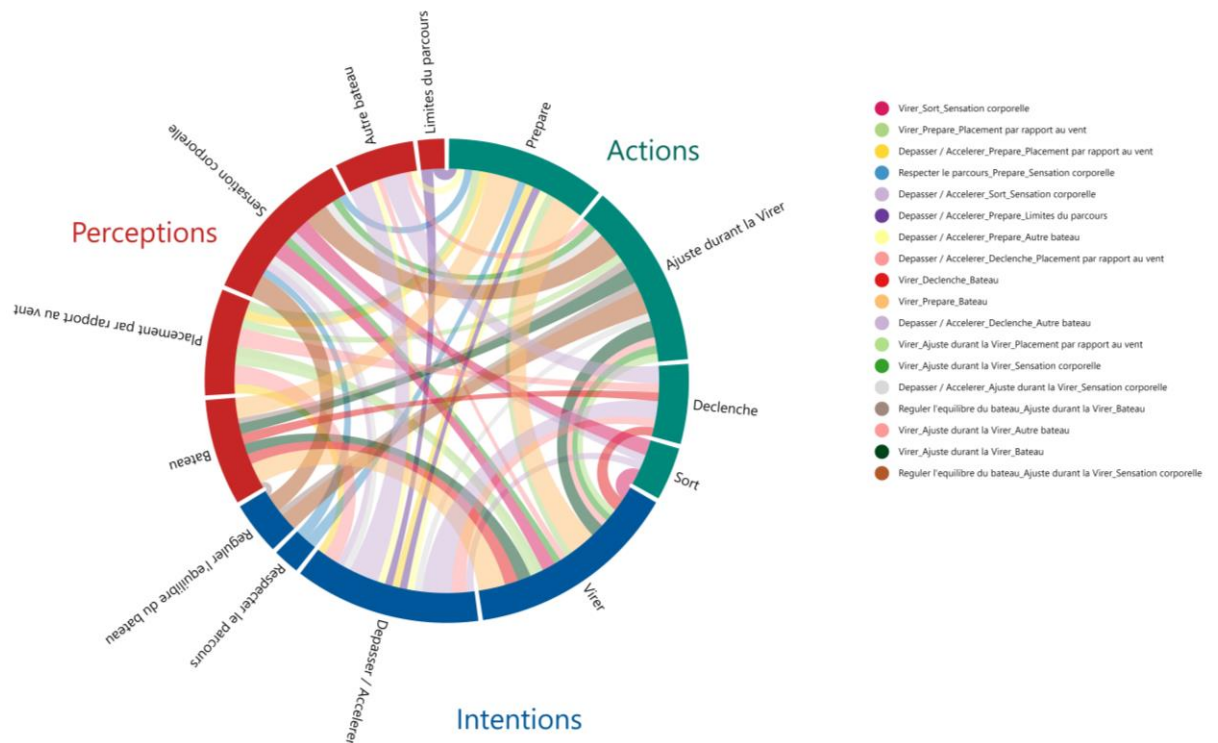 Limites du parcours
Autre bateau
Prepare
Actions
Sensation corporelle
Ajuste durant la Virer
Perceptions
Placement par rapport au vent
Declenche
Bateau
Sort
Reguler l'equilibre du bateau
Respecter le parcours
Virer
Depasser / Accelerer
Intentions
Virer_Sort_Sensation corporelle
Virer_Prepare_Placement par rapport au vent
Depasser / Accelerer_Prepare_Placement par rapport au vent
Respecter le parcours_Prepare_Sensation corporelle
Depasser / Accelerer_Sort_Sensation corporelle
Depasser / Accelerer_Prepare_Limites du parcours
Depasser / Accelerer_Prepare_Autre bateau
Depasser / Accelerer_Declenche_Placement par rapport au vent
Virer_Declenche_Bateau
Virer_Prepare_Bateau
Depasser / Accelerer_Declenche_Autre bateau
Virer_Ajuste durant la Virer_Placement par rapport au vent
Virer_Ajuste durant la Virer_Sensation corporelle
Depasser / Accelerer_Ajuste durant la Virer_Sensation corporelle
Reguler l'equilibre du bateau_Ajuste durant la Virer_Bateau
Virer_Ajuste durant la Virer_Autre bateau
Virer_Ajuste durant la Virer_Bateau
Reguler l'equilibre du bateau_Ajuste durant la Virer_Sensation corporelle